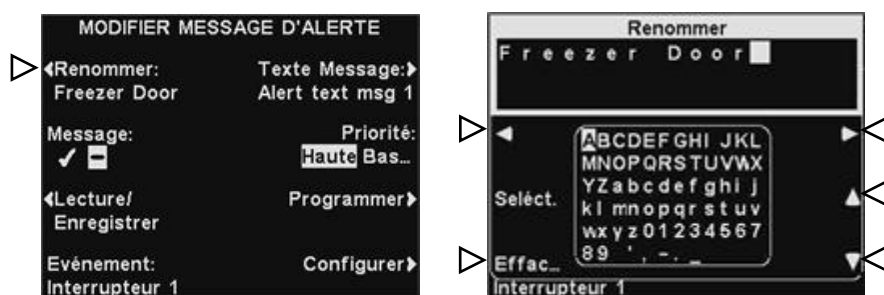 MODIFIER MESSAGE D'ALERTE
Renommer: Texte Message:
Freezer Door Alert text msg 1
Message: Priorité:
✓ – Haute Bas…
Lecture/ Programmer
Enregistrer
Evénement: Configurer
Interrupteur 1
Renommer
Freezer Door
ABCDEFGHIJKL
MNOPQRSTUVWX
YZabcdefghij
Seléct.
klmnopqrstuv
wxyz01234567
89 ' , - . _
Effac…
Interrupteur 1